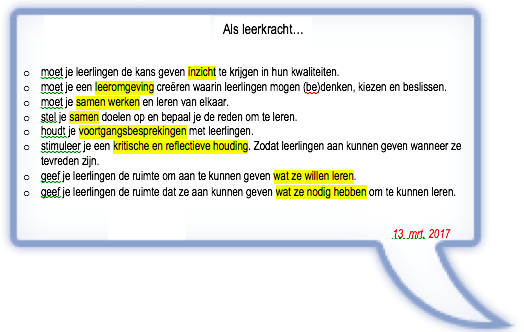 Als leerkracht...
o moet je leerlingen de kans geven inzicht te krijgen in hun kwaliteiten.
o moet je een leeromgeving creëren waarin leerlingen mogen (be)denken, kiezen en beslissen.
o moet je samen werken en leren van elkaar.
o stel je samen doelen op en bepaal je de reden om te leren.
o houdt je voortgangsbesprekingen met leerlingen.
o stimuleer je een kritische en reflectieve houding. Zodat leerlingen aan kunnen geven wanneer ze
tevreden zijn.
o geef je leerlingen de ruimte om aan te kunnen geven wat ze willen leren.
o geef je leerlingen de ruimte dat ze aan kunnen geven wat ze nodig hebben om te kunnen leren.
13 mrt. 2017